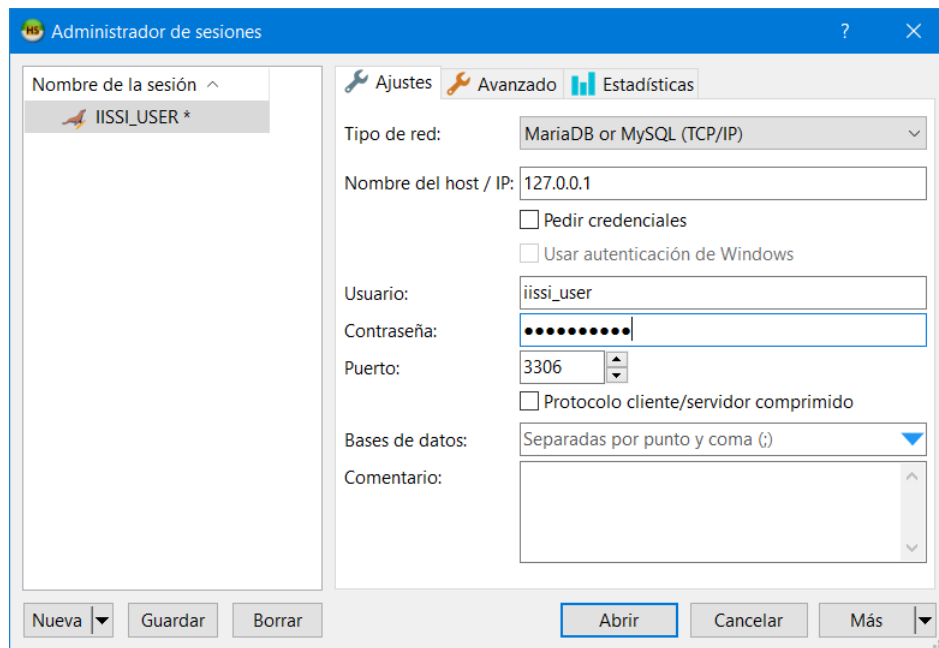 HS Administrador de sesiones ?
Nombre de la sesión
IISSI_USER *
Ajustes Avanzado Estadísticas
Tipo de red: MariaDB or MySQL (TCP/IP)
Nombre del host / IP: 127.0.0.1
Pedir credenciales
Usar autenticación de Windows
Usuario: iissi_user
Contraseña: ●●●●●●●●●●
Puerto: 3306
Protocolo cliente/servidor comprimido
Bases de datos: Separadas por punto y coma (;)
Comentario:
Nueva Guardar Borrar Abrir Cancelar Más